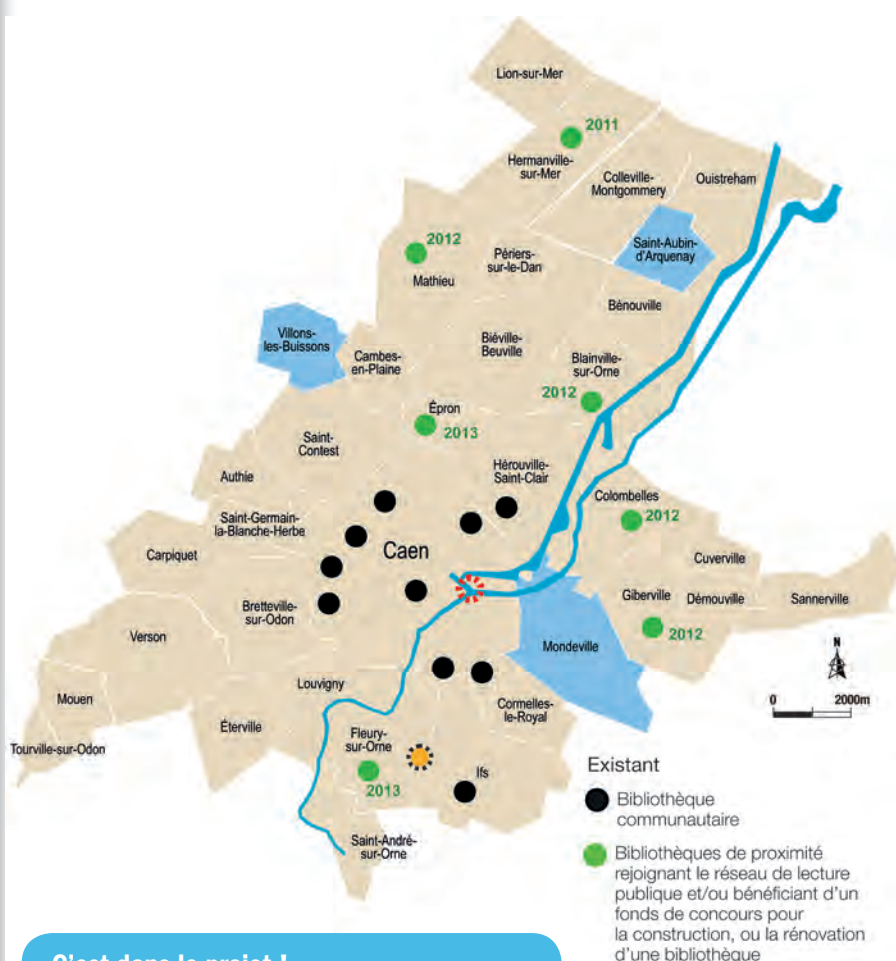 Lion-sur-Mer
2011
Hermanville-
sur-Mer
Colleville-
Montgommery
Ouistreham
2012
Mathieu
Périers-
sur-le-Dan
Saint-Aubin-
d'Arquenay
Bénouville
Villons-
les-Buissons
Cambes-
en-Plaine
Biéville-
Beuville
Blainville-
sur-Orne
2012
Épron
2013
Saint-
Contest
Authie
Hérouville-
Saint-Clair
Colombelles
2012
Saint-Germain-
la-Blanche-Herbe
Carpiquet
Caen
Cuverville
Bretteville-
sur-Odon
Giberville
Démouville
Sannerville
2012
Verson
Mondeville
N
Louvigny
Mouen
Cormelles-
le-Royal
0 2000m
Éterville
Fleury-
sur-Orne
Tourville-sur-Odon
Ifs
2013
Saint-André-
sur-Orne
Existant
Bibliothèque
communautaire
Bibliothèques de proximité
rejoignant le réseau de lecture
publique et/ou bénéficiant d'un
fonds de concours pour
la construction, ou la rénovation
d'une bibliothèque
C'est dans le projet !